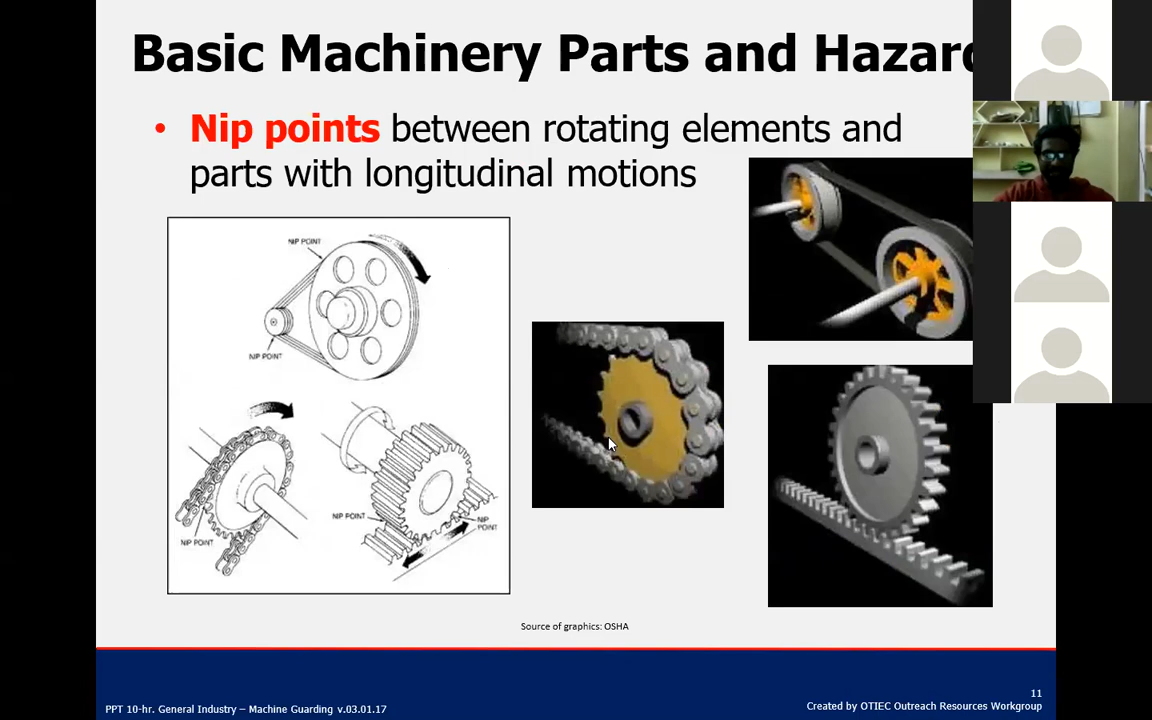 Basic Machinery Parts and Hazard
• Nip points between rotating elements and
parts with longitudinal motions
NIP POINT
NIP POINT
NIP POINT
NIP POINT
NIP
POINT
Source of graphics: OSHA
11
PPT 10-hr. General Industry – Machine Guarding v.03.01.17
Created by OTIEC Outreach Resources Workgroup